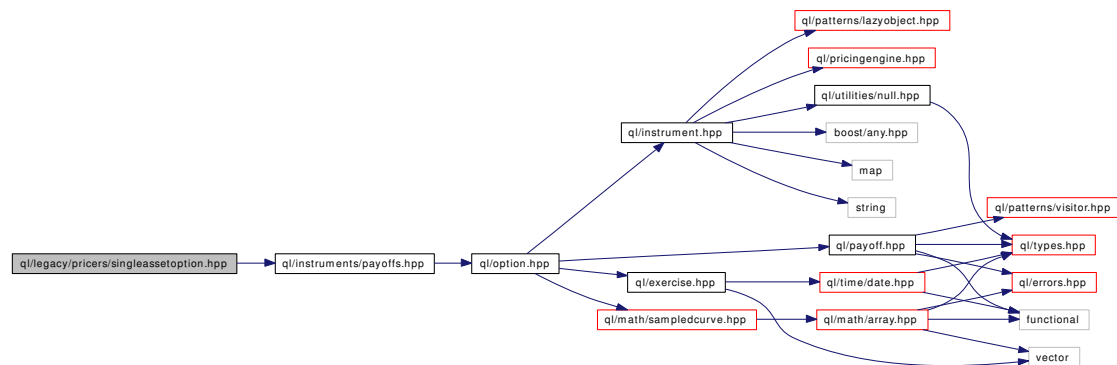 ql/patterns/lazyobject.hpp
ql/pricingengine.hpp
ql/utilities/null.hpp
ql/instrument.hpp
boost/any.hpp
map
string
ql/patterns/visitor.hpp
ql/payoff.hpp
ql/types.hpp
ql/legacy/pricers/singleassetoption.hpp
ql/instruments/payoffs.hpp
ql/option.hpp
ql/exercise.hpp
ql/time/date.hpp
ql/errors.hpp
ql/math/sampledcurve.hpp
ql/math/array.hpp
functional
vector